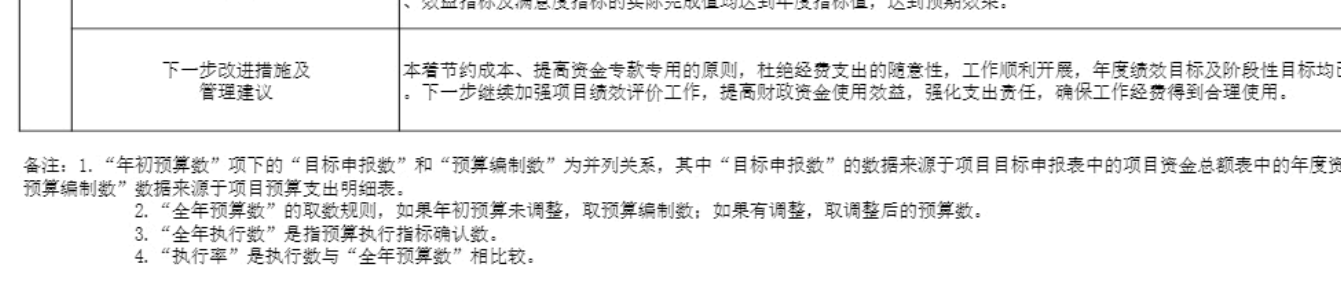 、效益指标及满意度指标的实际完成值均达到年度指标值，达到预期效果。
下一步改进措施及
管理建议
本着节约成本、提高资金专款专用的原则，杜绝经费支出的随意性，工作顺利开展，年度绩效目标及阶段性目标均已
。下一步继续加强项目绩效评价工作，提高财政资金使用效益，强化支出责任，确保工作经费得到合理使用。
备注：1.“年初预算数”项下的“目标申报数”和“预算编制数”为并列关系，其中“目标申报数”的数据来源于项目目标申报表中的项目资金总额表中的年度资
预算编制数”数据来源于项目预算支出明细表。
2.“全年预算数”的取数规则，如果年初预算未调整，取预算编制数；如果有调整，取调整后的预算数。
3.“全年执行数”是指预算执行指标确认数。
4.“执行率”是执行数与“全年预算数”相比较。